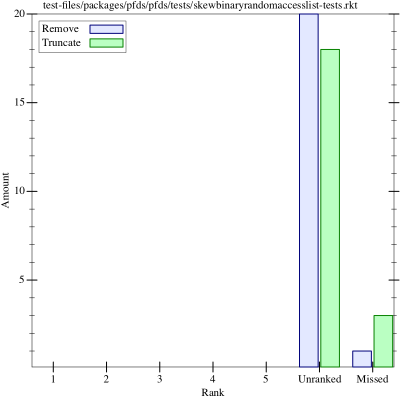 test-files/packages/pfds/pfds/tests/skewbinaryrandomaccesslist-tests.rkt
20
Remove
Truncate
15
10
5
Amount
1 2 3 4 5 Unranked Missed
Rank